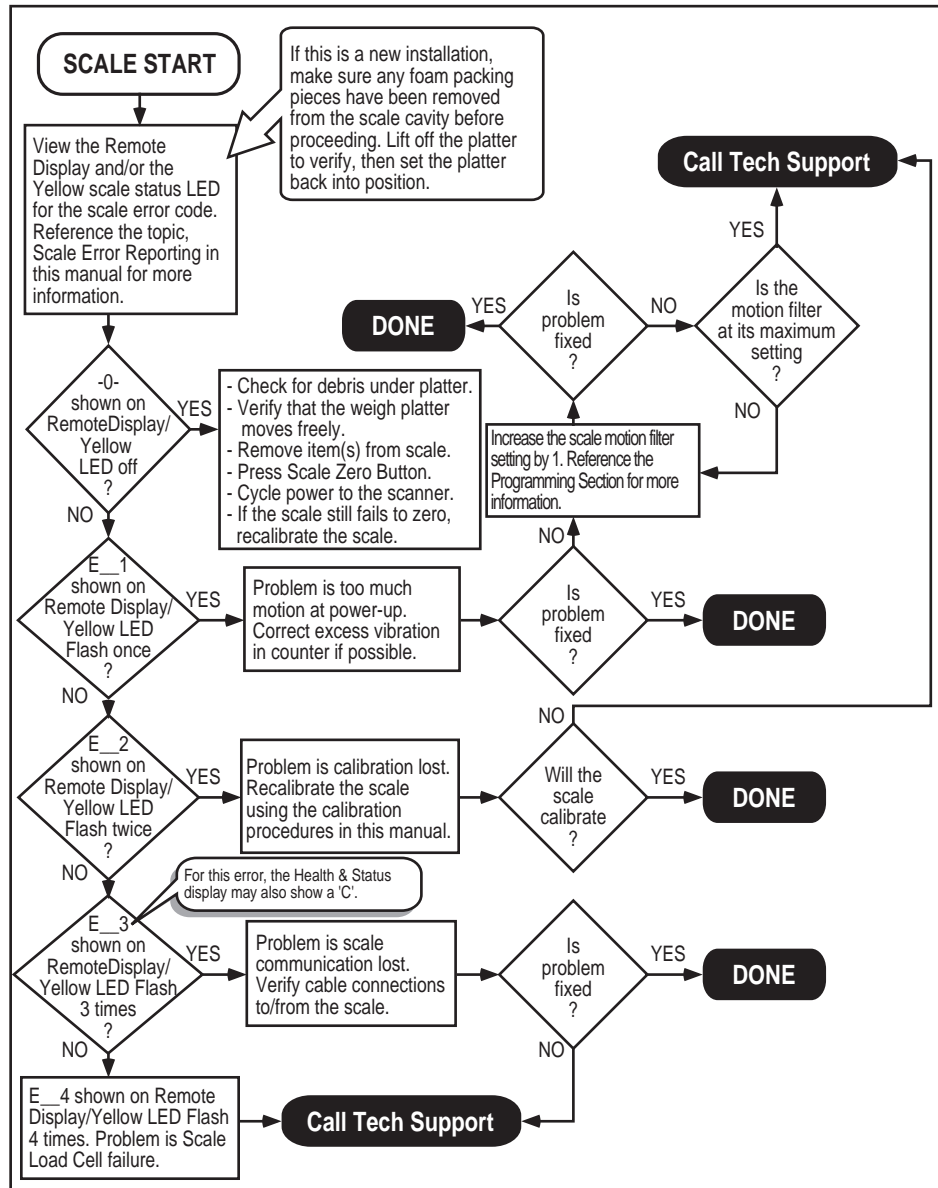 SCALE START
If this is a new installation,
make sure any foam packing
pieces have been removed
from the scale cavity before
proceeding. Lift off the platter
to verify, then set the platter
back into position.
View the Remote
Display and/or the
Yellow scale status LED
for the scale error code.
Reference the topic,
Scale Error Reporting in
this manual for more
information.
Call Tech Support
YES
Is the
motion filter
at its maximum
setting
?
NO
NO
Is
problem
fixed
?
YES
DONE
-0-
shown on
RemoteDisplay/
Yellow
LED off
?
YES
- Check for debris under platter.
- Verify that the weigh platter
moves freely.
- Remove item(s) from scale.
- Press Scale Zero Button.
- Cycle power to the scanner.
- If the scale still fails to zero,
recalibrate the scale.
Increase the scale motion filter
setting by 1. Reference the
Programming Section for more
information.
NO
NO
E__1
shown on
Remote Display/
Yellow LED
Flash once
?
YES
Problem is too much
motion at power-up.
Correct excess vibration
in counter if possible.
Is
problem
fixed
?
YES
DONE
NO
NO
E__2
shown on
Remote Display/
Yellow LED
Flash twice
?
YES
Problem is calibration lost.
Recalibrate the scale
using the calibration
procedures in this manual.
Will the
scale
calibrate
?
YES
DONE
NO
For this error, the Health & Status
display may also show a 'C'.
E__3
shown on
RemoteDisplay/
Yellow LED Flash
3 times
?
YES
Problem is scale
communication lost.
Verify cable connections
to/from the scale.
Is
problem
fixed
?
YES
DONE
NO
NO
E__4 shown on Remote
Display/Yellow LED Flash
4 times. Problem is Scale
Load Cell failure.
Call Tech Support